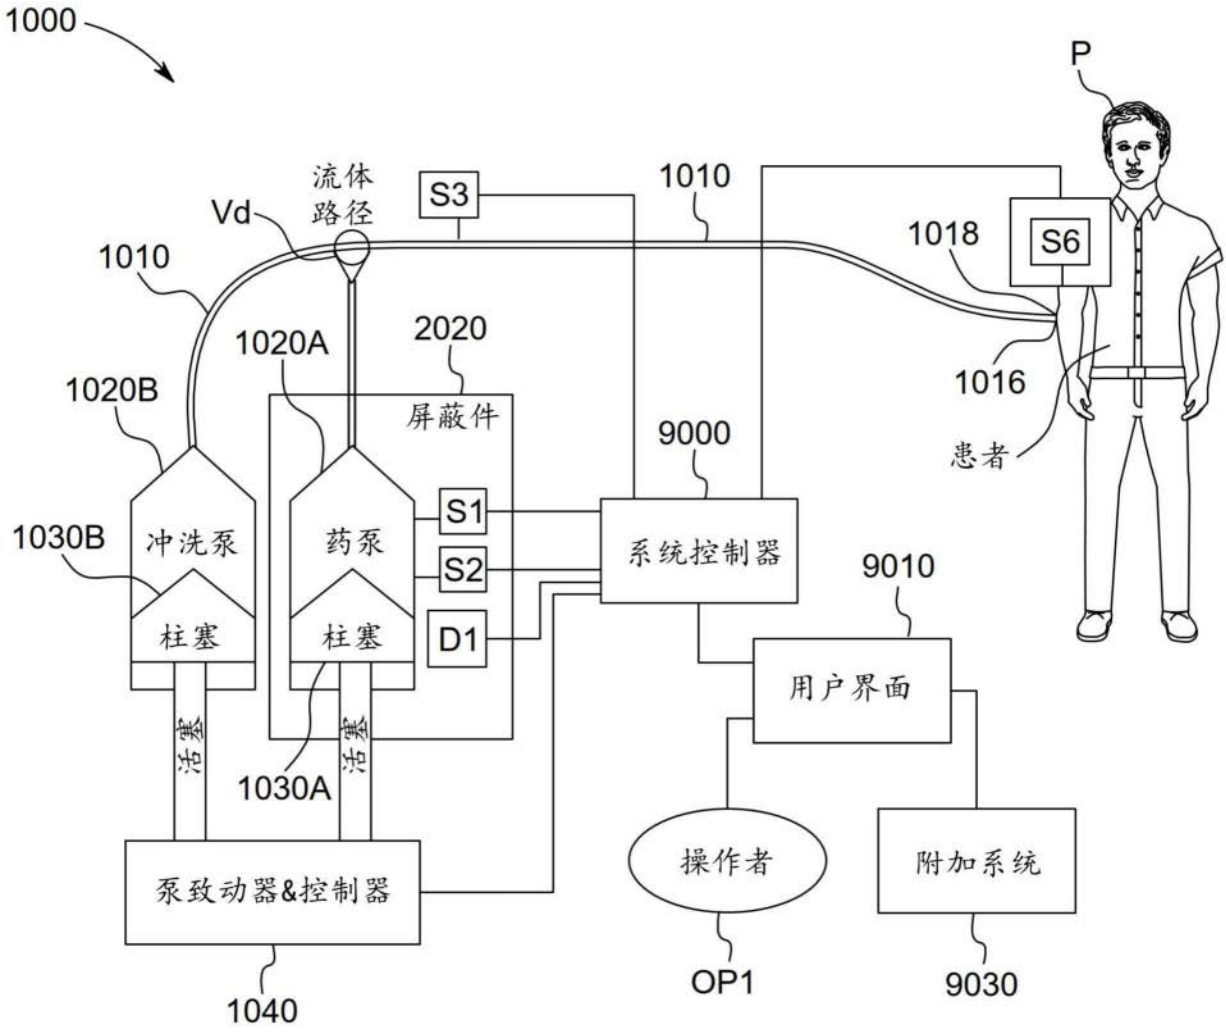 1000
P
流体
路径
S3
1010
Vd
1018
S6
1010
2020
1020A
1016
1020B
屏蔽件
9000
患者
S1
1030B
冲洗泵
药泵
系统控制器
S2
9010
柱塞
柱塞
D1
用户界面
活塞
活塞
1030A
操作者
附加系统
泵致动器&控制器
OP1
9030
1040